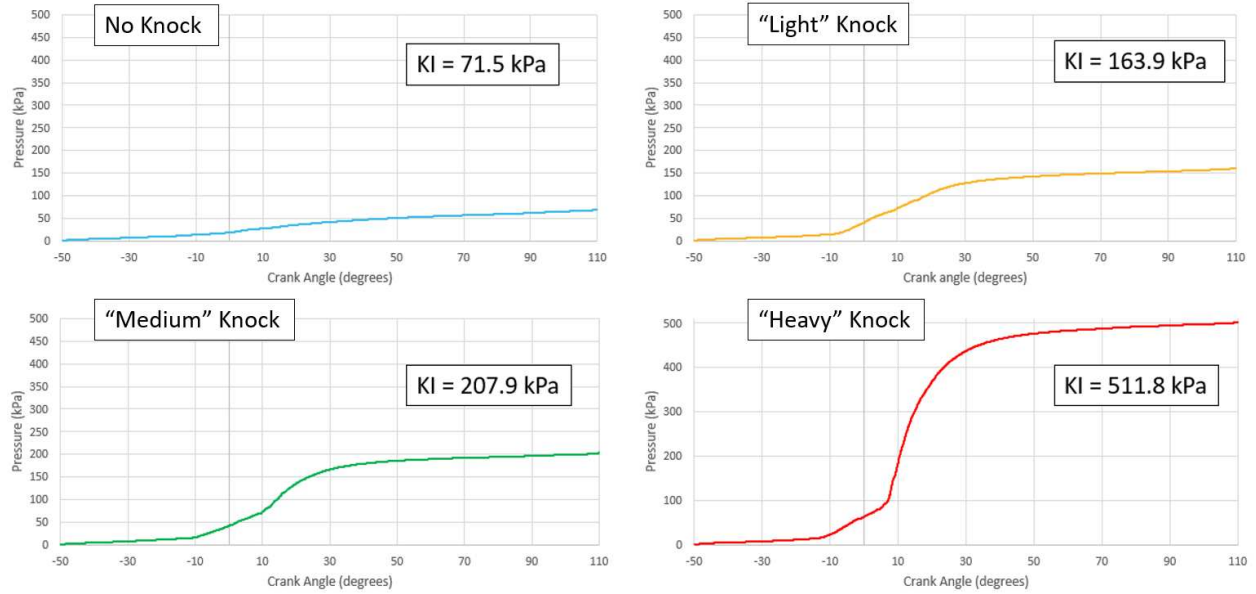 No Knock
KI = 71.5 kPa
500
450
400
350
300
250
200
150
100
50
0
Pressure (kPa)
-50 -30 -10 10 30 50 70 90 110
Crank Angle (degrees)
“Light” Knock
KI = 163.9 kPa
500
450
400
350
300
250
200
150
100
50
0
Pressure (kPa)
-50 -30 -10 10 30 50 70 90 110
Crank angle (degrees)
“Medium” Knock
KI = 207.9 kPa
500
450
400
350
300
250
200
150
100
50
0
Pressure (kPa)
-50 -30 -10 10 30 50 70 90 110
Crank Angle (degrees)
“Heavy” Knock
KI = 511.8 kPa
500
400
300
200
100
0
Pressure (kPa)
-50 -30 -10 10 30 50 70 90 110
Crank Angle (degrees)